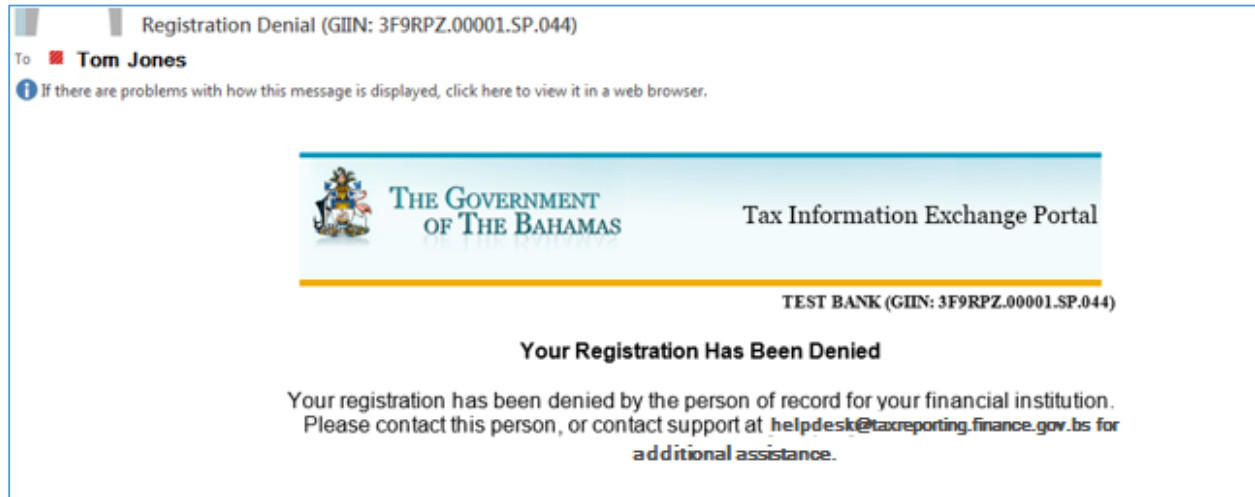 Registration Denial (GIIN: 3F9RPZ.00001.SP.044)
To Tom Jones
If there are problems with how this message is displayed, click here to view it in a web browser.
THE GOVERNMENT
OF THE BAHAMAS
Tax Information Exchange Portal
TEST BANK (GIIN: 3F9RPZ.00001.SP.044)
Your Registration Has Been Denied
Your registration has been denied by the person of record for your financial institution.
Please contact this person, or contact support at helpdesk@taxreporting.finance.gov.bs for
additional assistance.